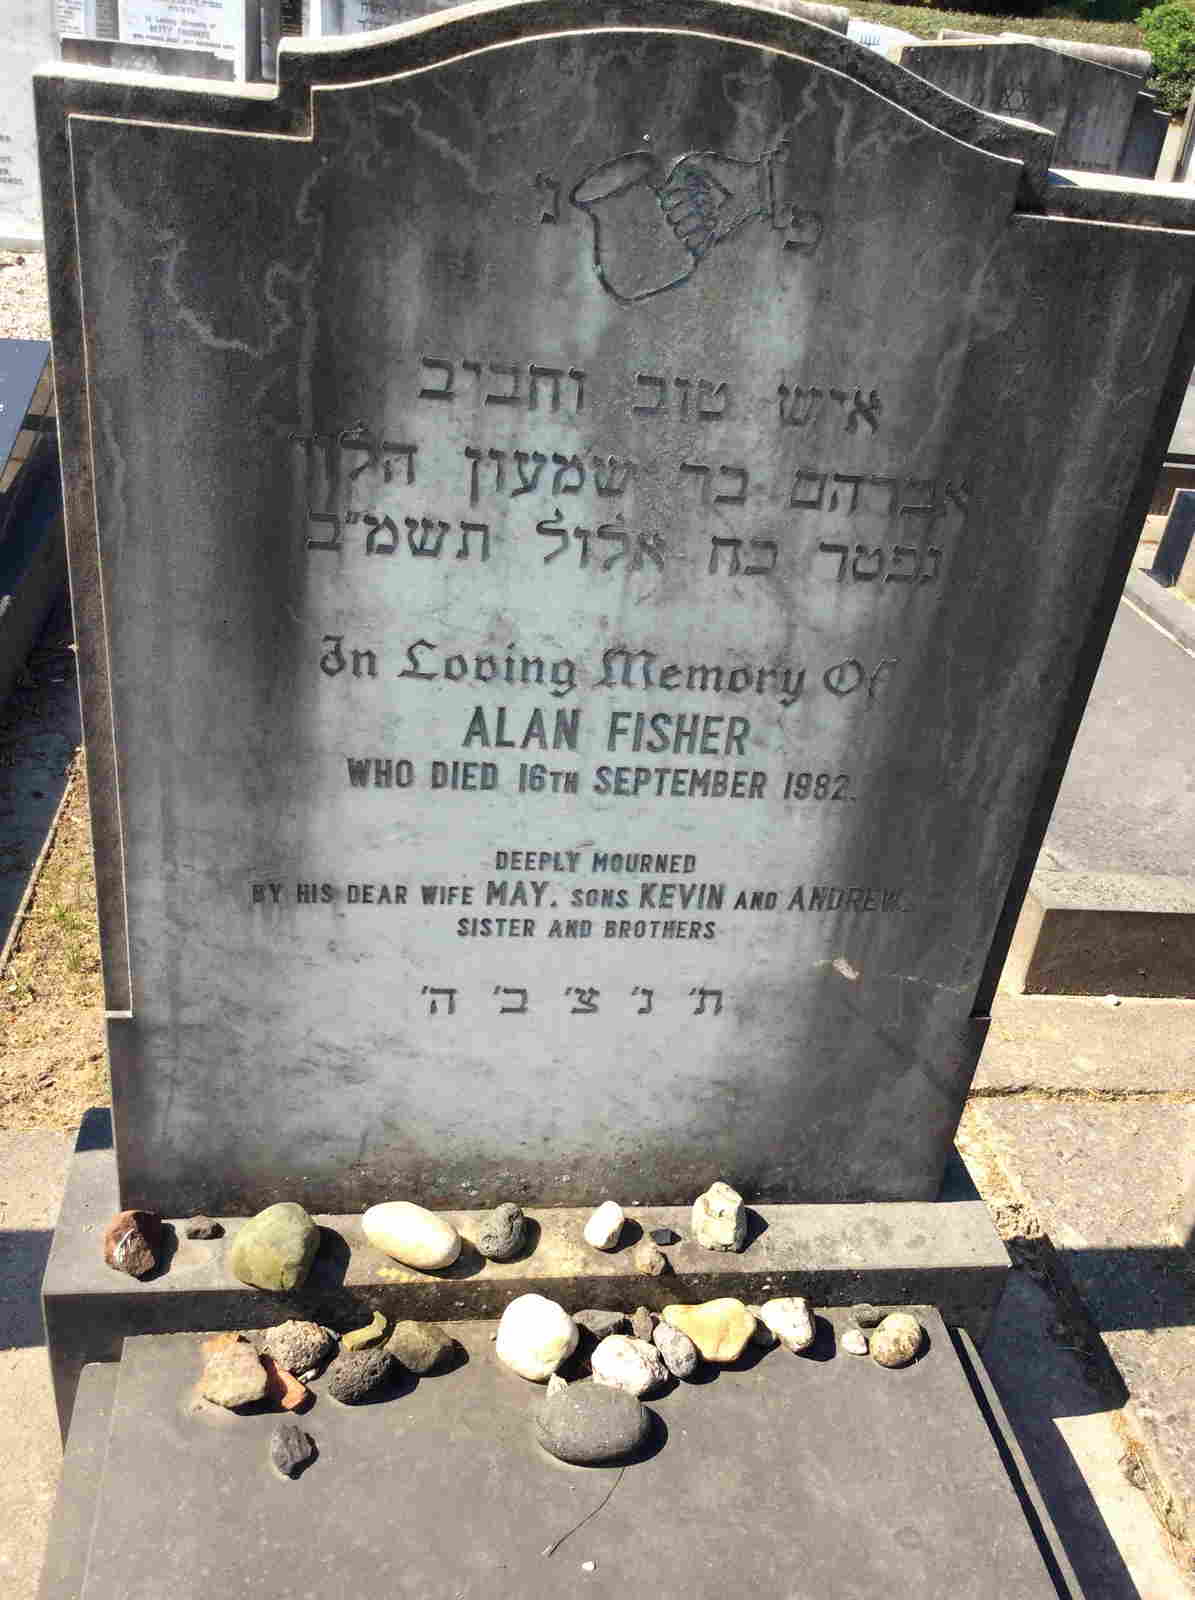 פ נ
איש טוב וחביב
אברהם בר שמעון הלוי
נפטר כח אלול תשמ״ב
In Loving Memory Of
ALAN FISHER
WHO DIED 16TH SEPTEMBER 1982.
DEEPLY MOURNED
BY HIS DEAR WIFE MAY. SONS KEVIN AND ANDREW.
SISTER AND BROTHERS
ת׳ נ׳ צ׳ ב׳ ה׳